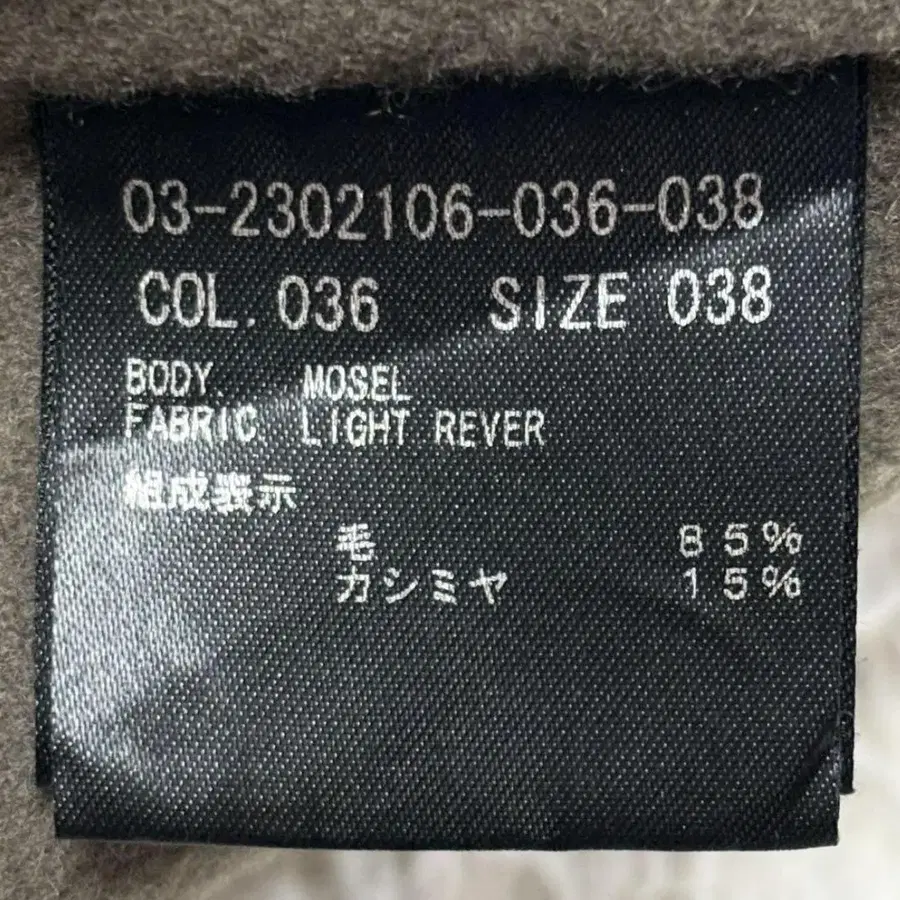 03-2302106-036-038
COL. 036 SIZE 038
BODY. MOSEL
FABRIC LIGHT REVER
組成表示
毛 85%
カシミヤ 15%